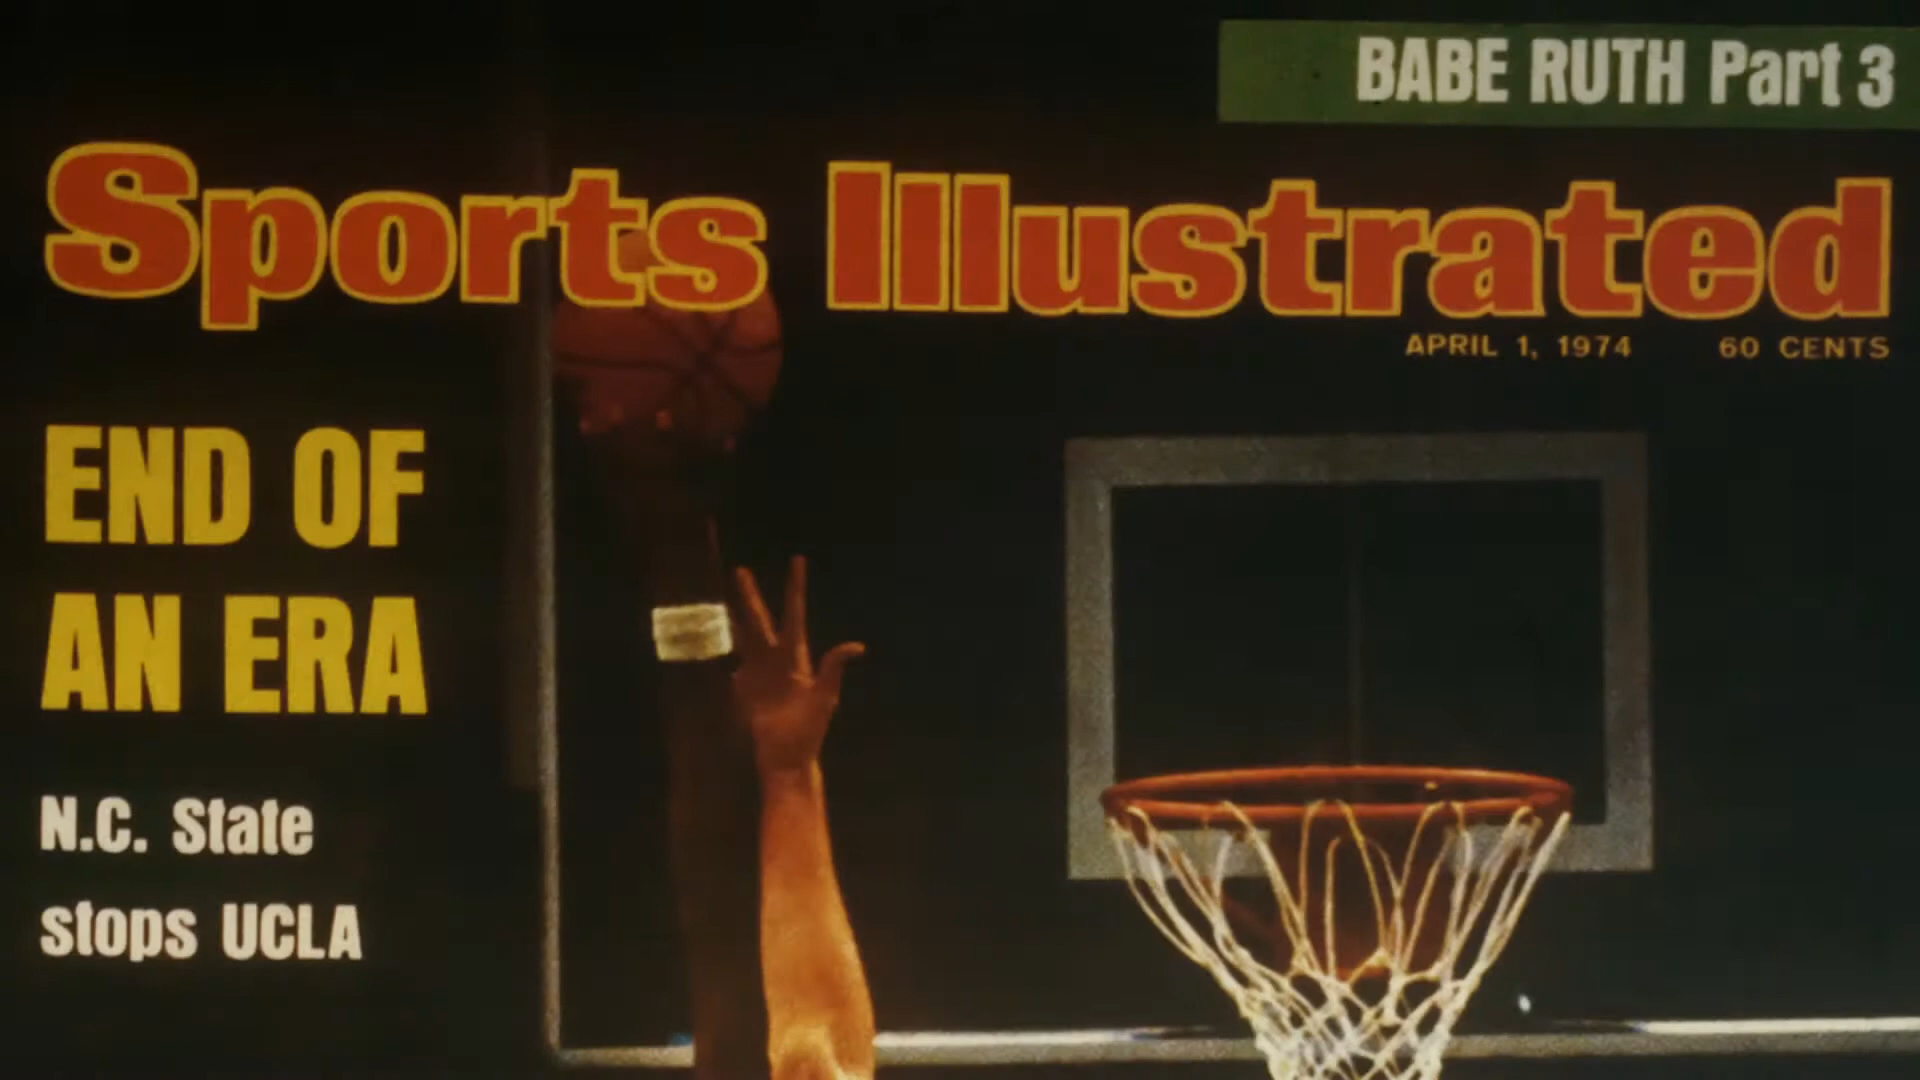 BABE RUTH Part 3
Sports Illustrated
APRIL 1, 1974 60 CENTS
END OF
AN ERA
N.C. State
stops UCLA